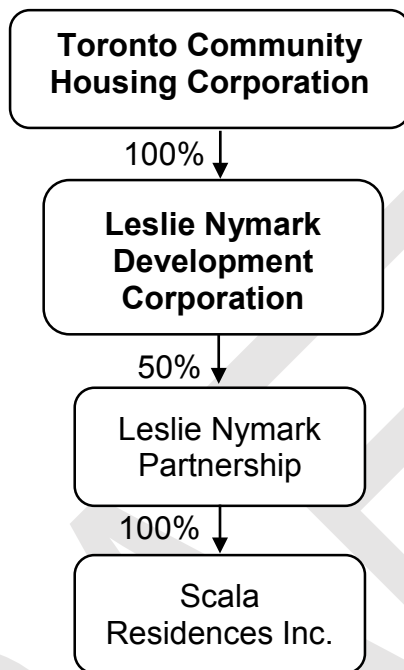 Toronto Community
Housing Corporation
100%
Leslie Nymark
Development
Corporation
50%
Leslie Nymark
Partnership
100%
Scala
Residences Inc.